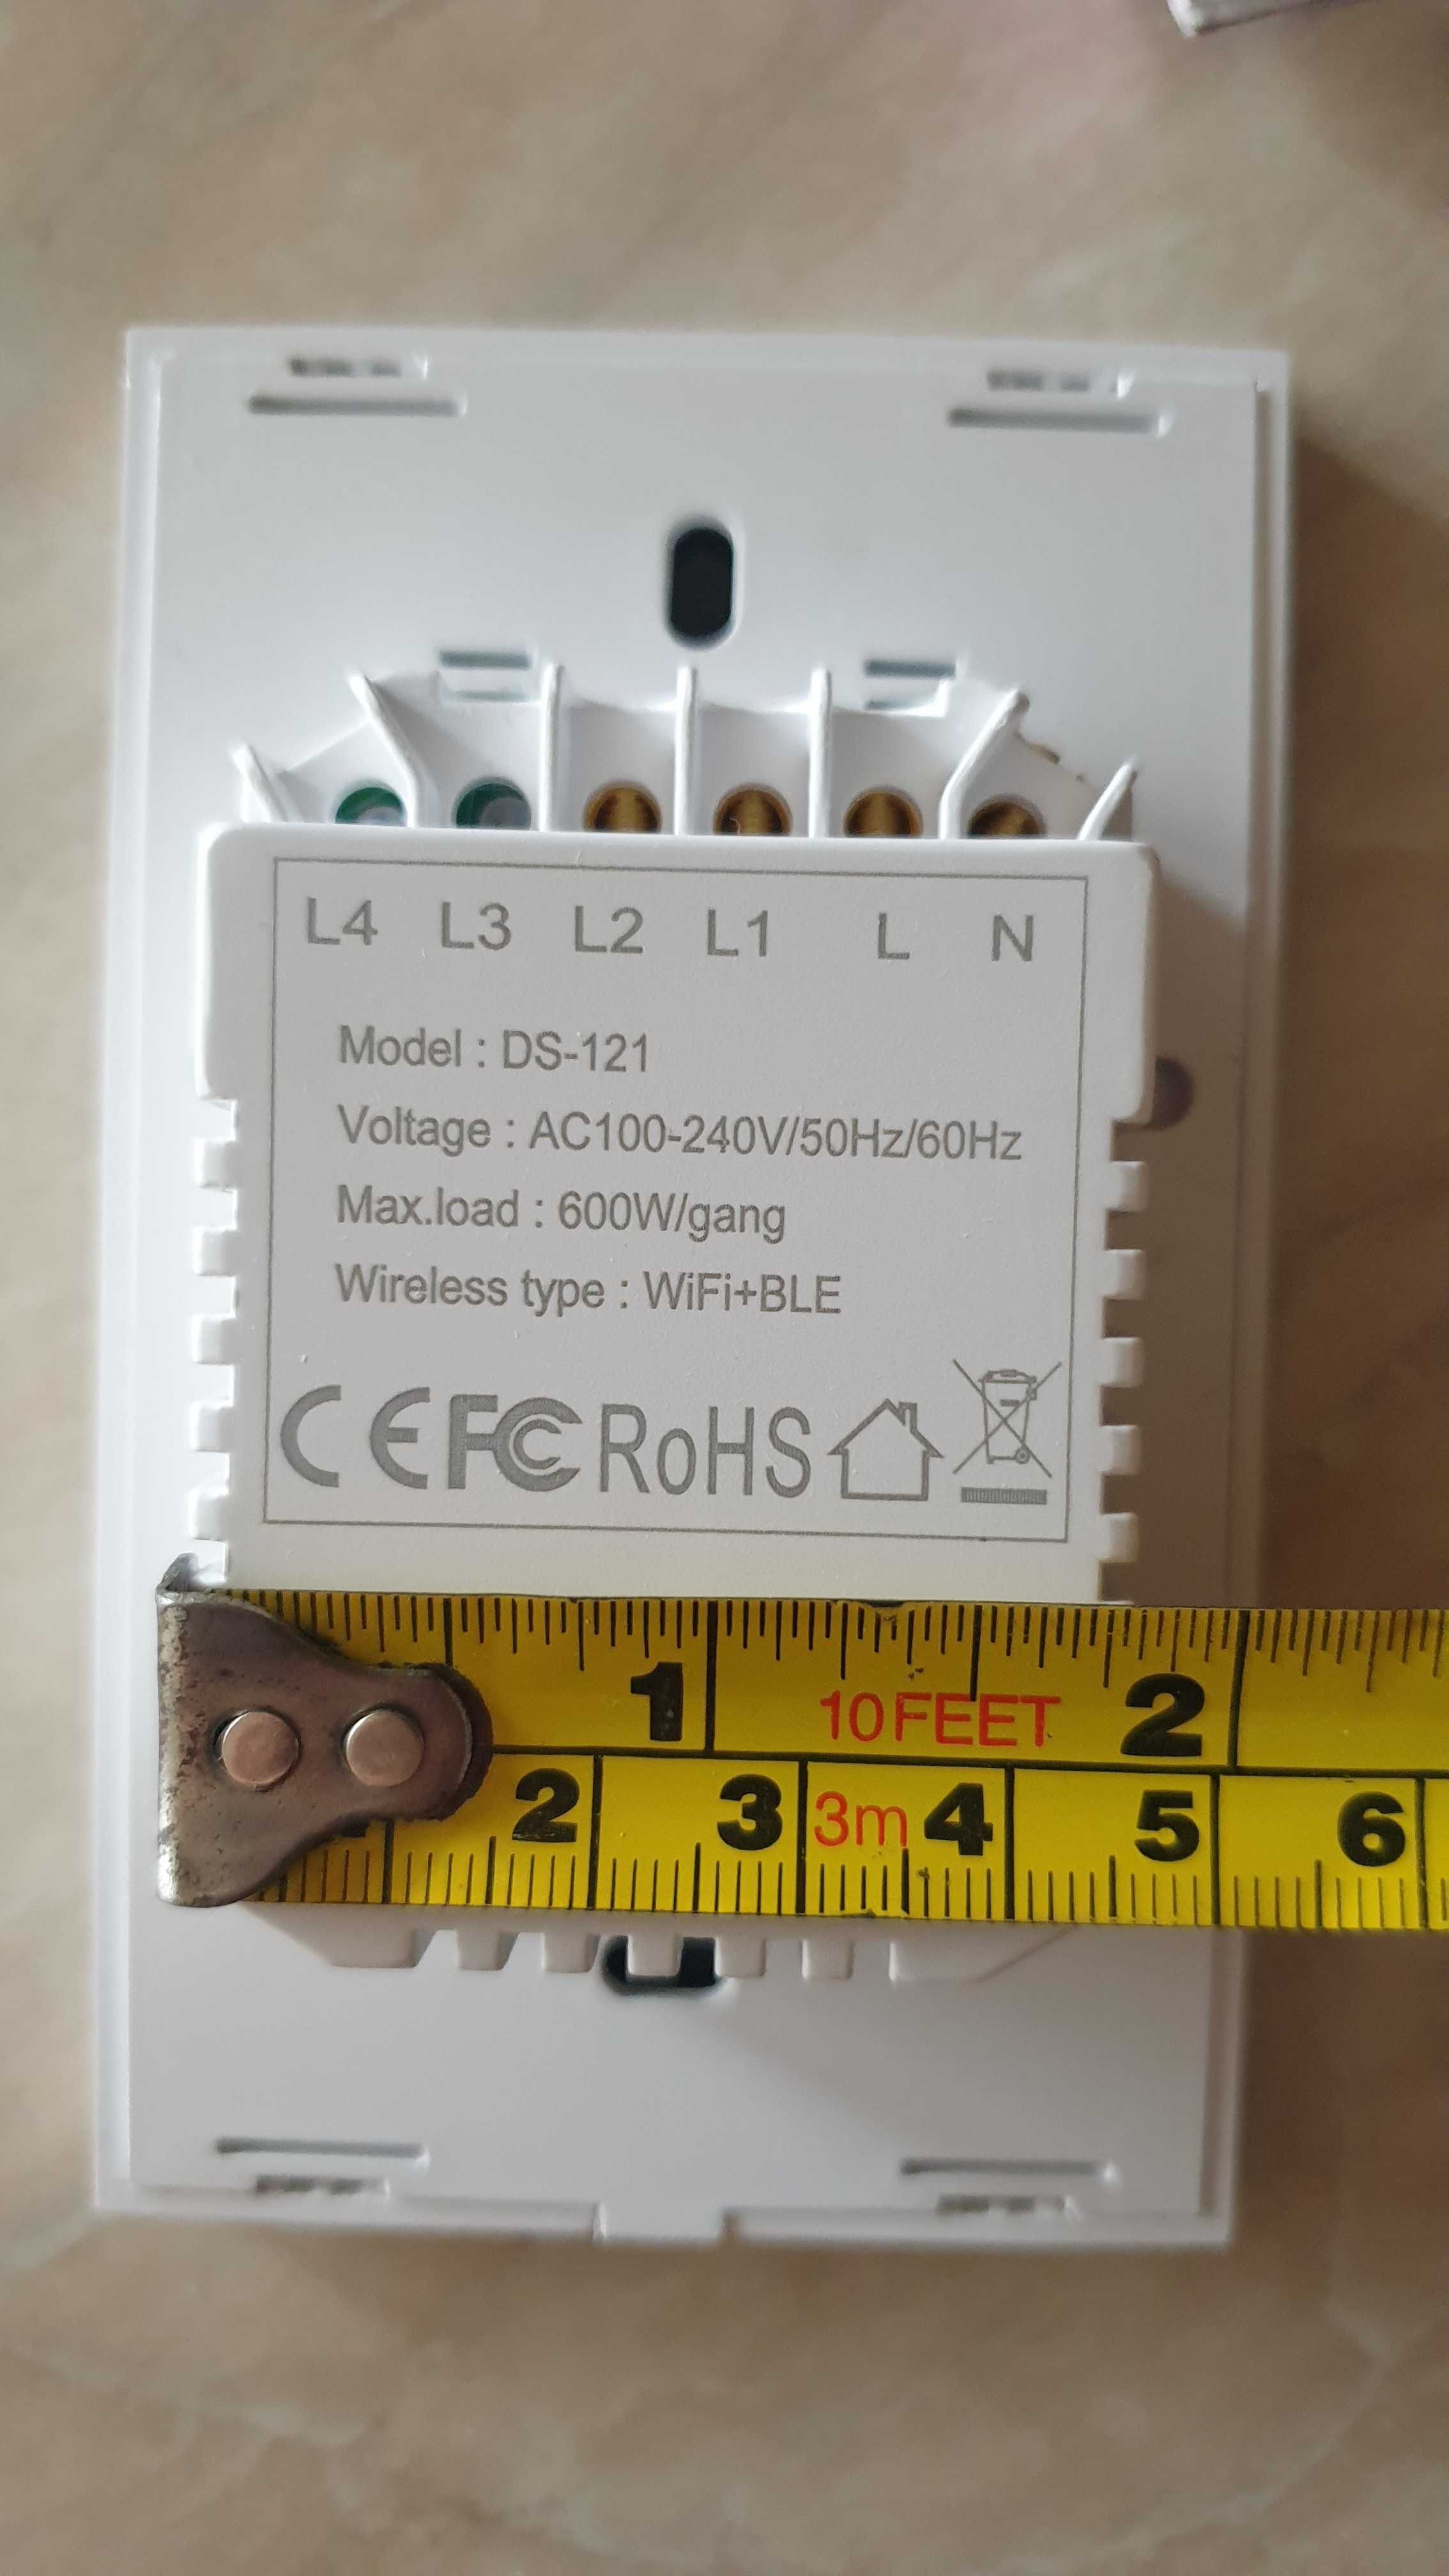 L4 L3 L2 L1 L N
Model : DS-121
Voltage : AC100-240V/50Hz/60Hz
Max.load : 600W/gang
Wireless type : WiFi+BLE
CE FC RoHS
1 10FEET 2
2 3 3m 4 5 6